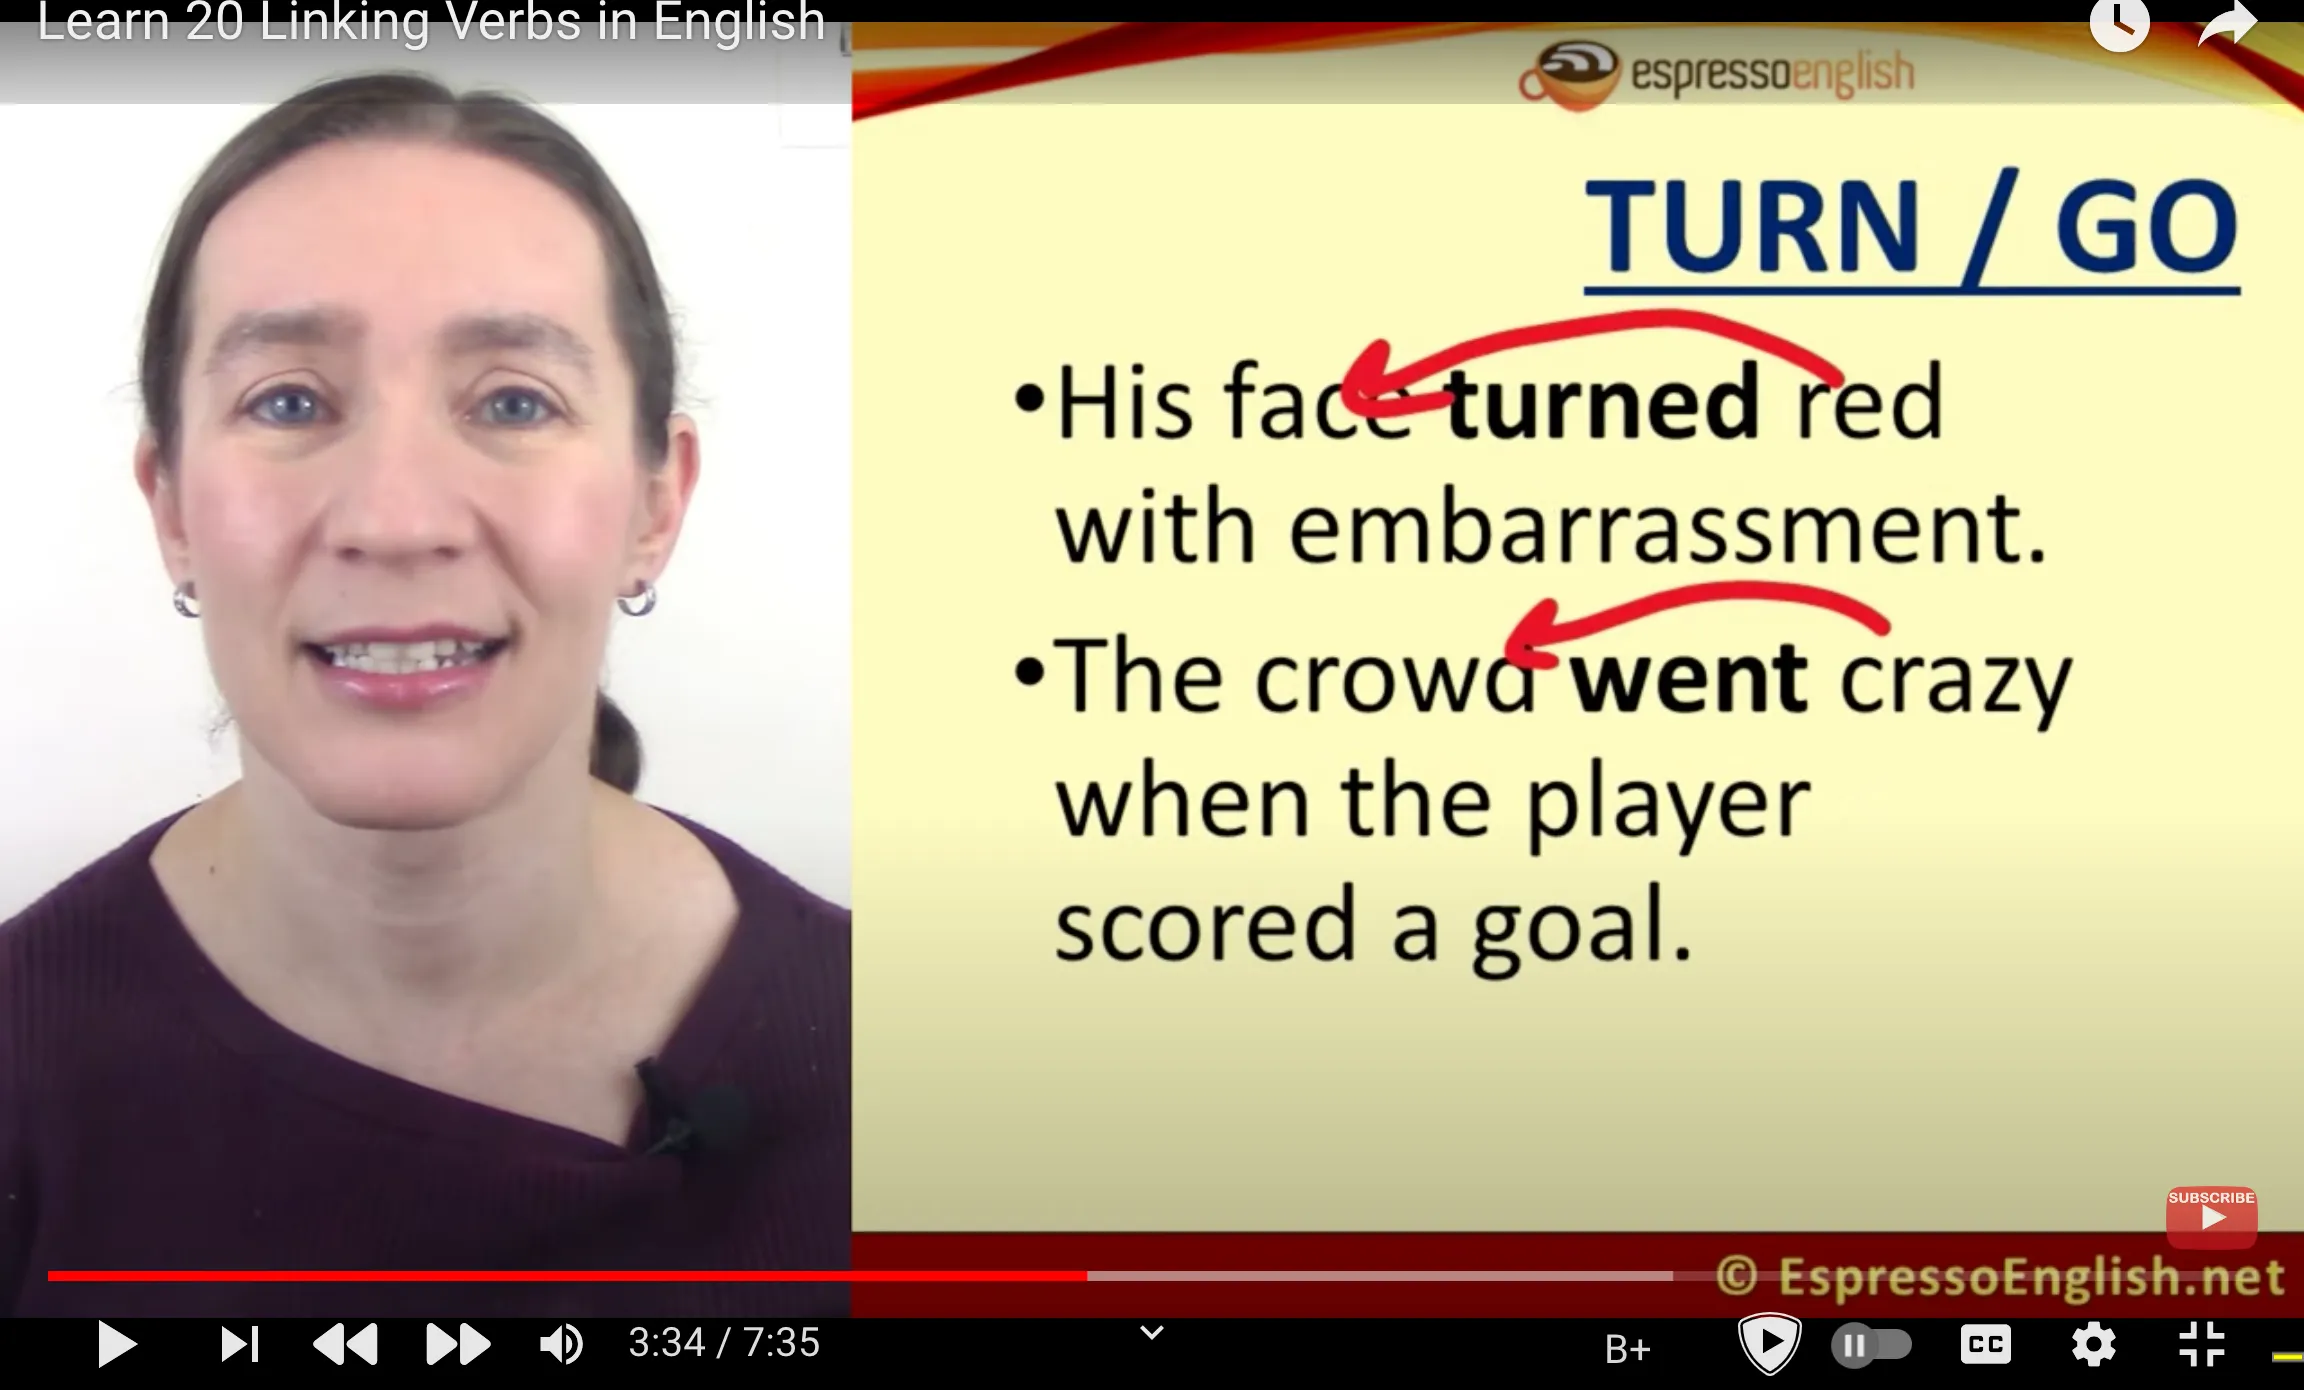 Learn 20 Linking Verbs in English
espressoenglish
TURN / GO
•His face turned red
with embarrassment.
•The crowd went crazy
when the player
scored a goal.
SUBSCRIBE
© EspressoEnglish.net
3:34 / 7:35
B+
CC